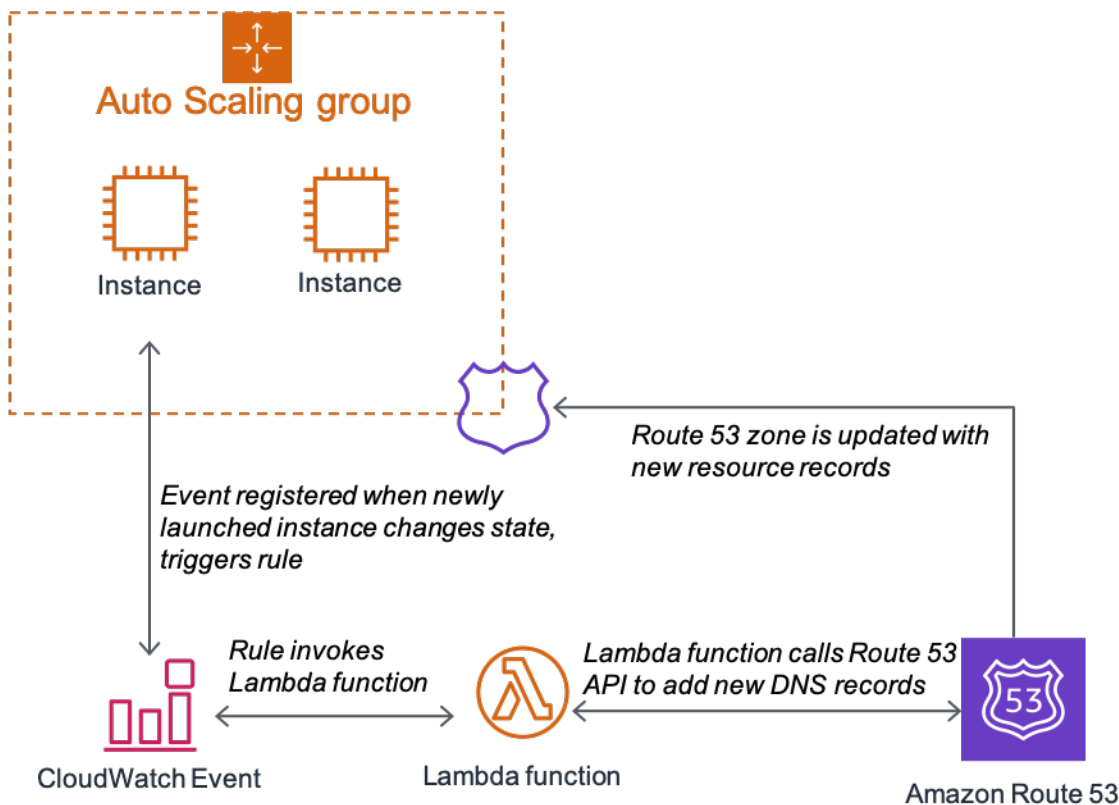 Auto Scaling group
Instance
Instance
Route 53 zone is updated with
new resource records
Event registered when newly
launched instance changes state,
triggers rule
Rule invokes
Lambda function
Lambda function calls Route 53
API to add new DNS records
53
CloudWatch Event
Lambda function
Amazon Route 53